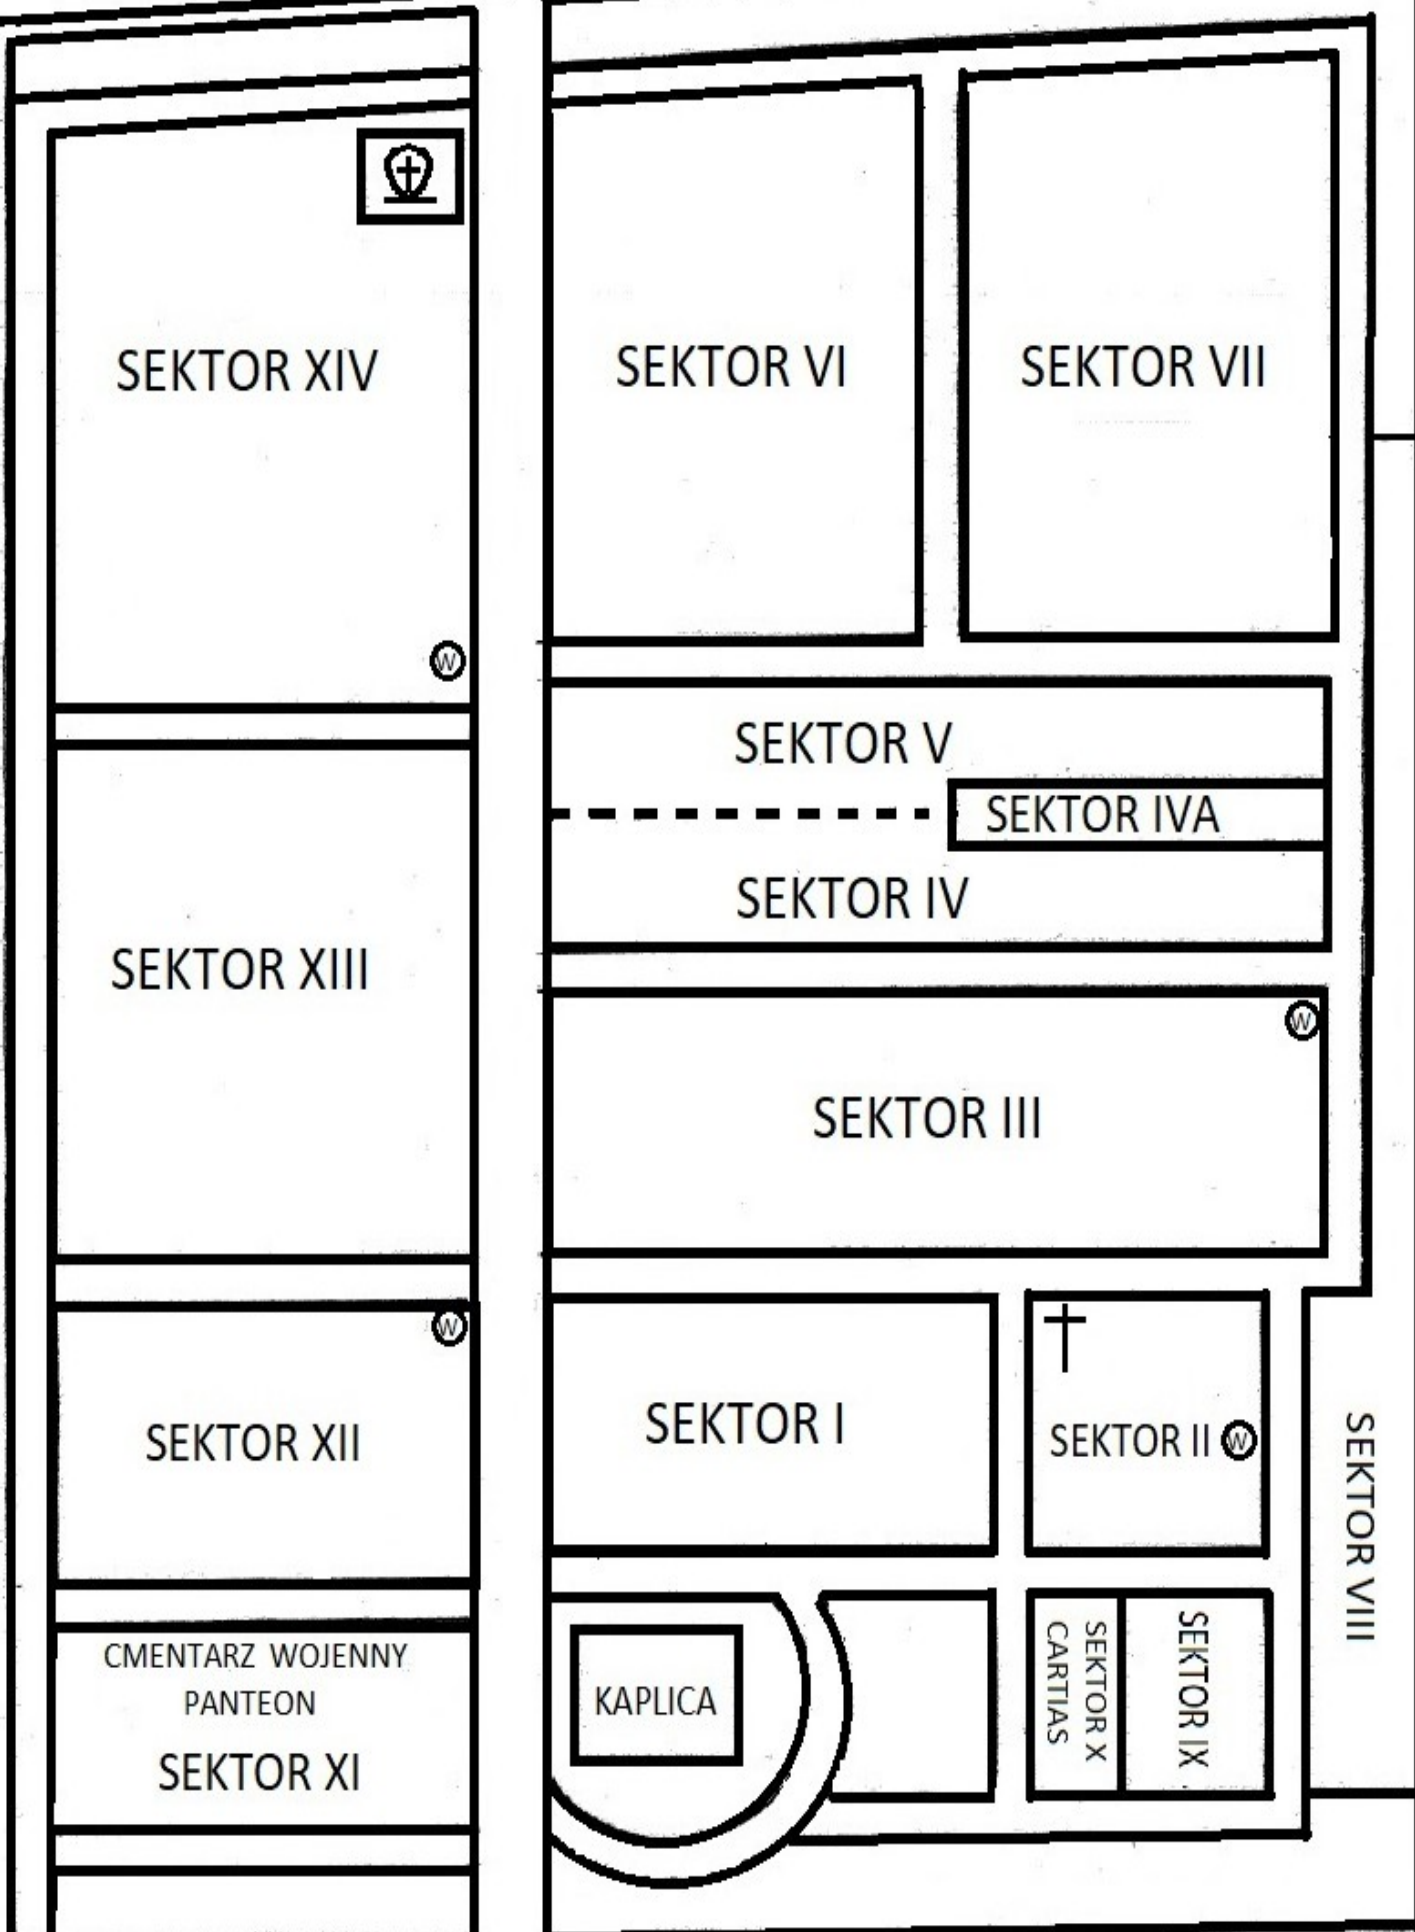 SEKTOR XIV
W
SEKTOR XIII
W
SEKTOR XII
CMENTARZ WOJENNY
PANTEON
SEKTOR XI
SEKTOR VI
SEKTOR VII
SEKTOR V
SEKTOR IVA
SEKTOR IV
W
SEKTOR III
SEKTOR I
SEKTOR II W
SEKTOR VIII
KAPLICA
SEKTOR X
CARTIAS
SEKTOR IX